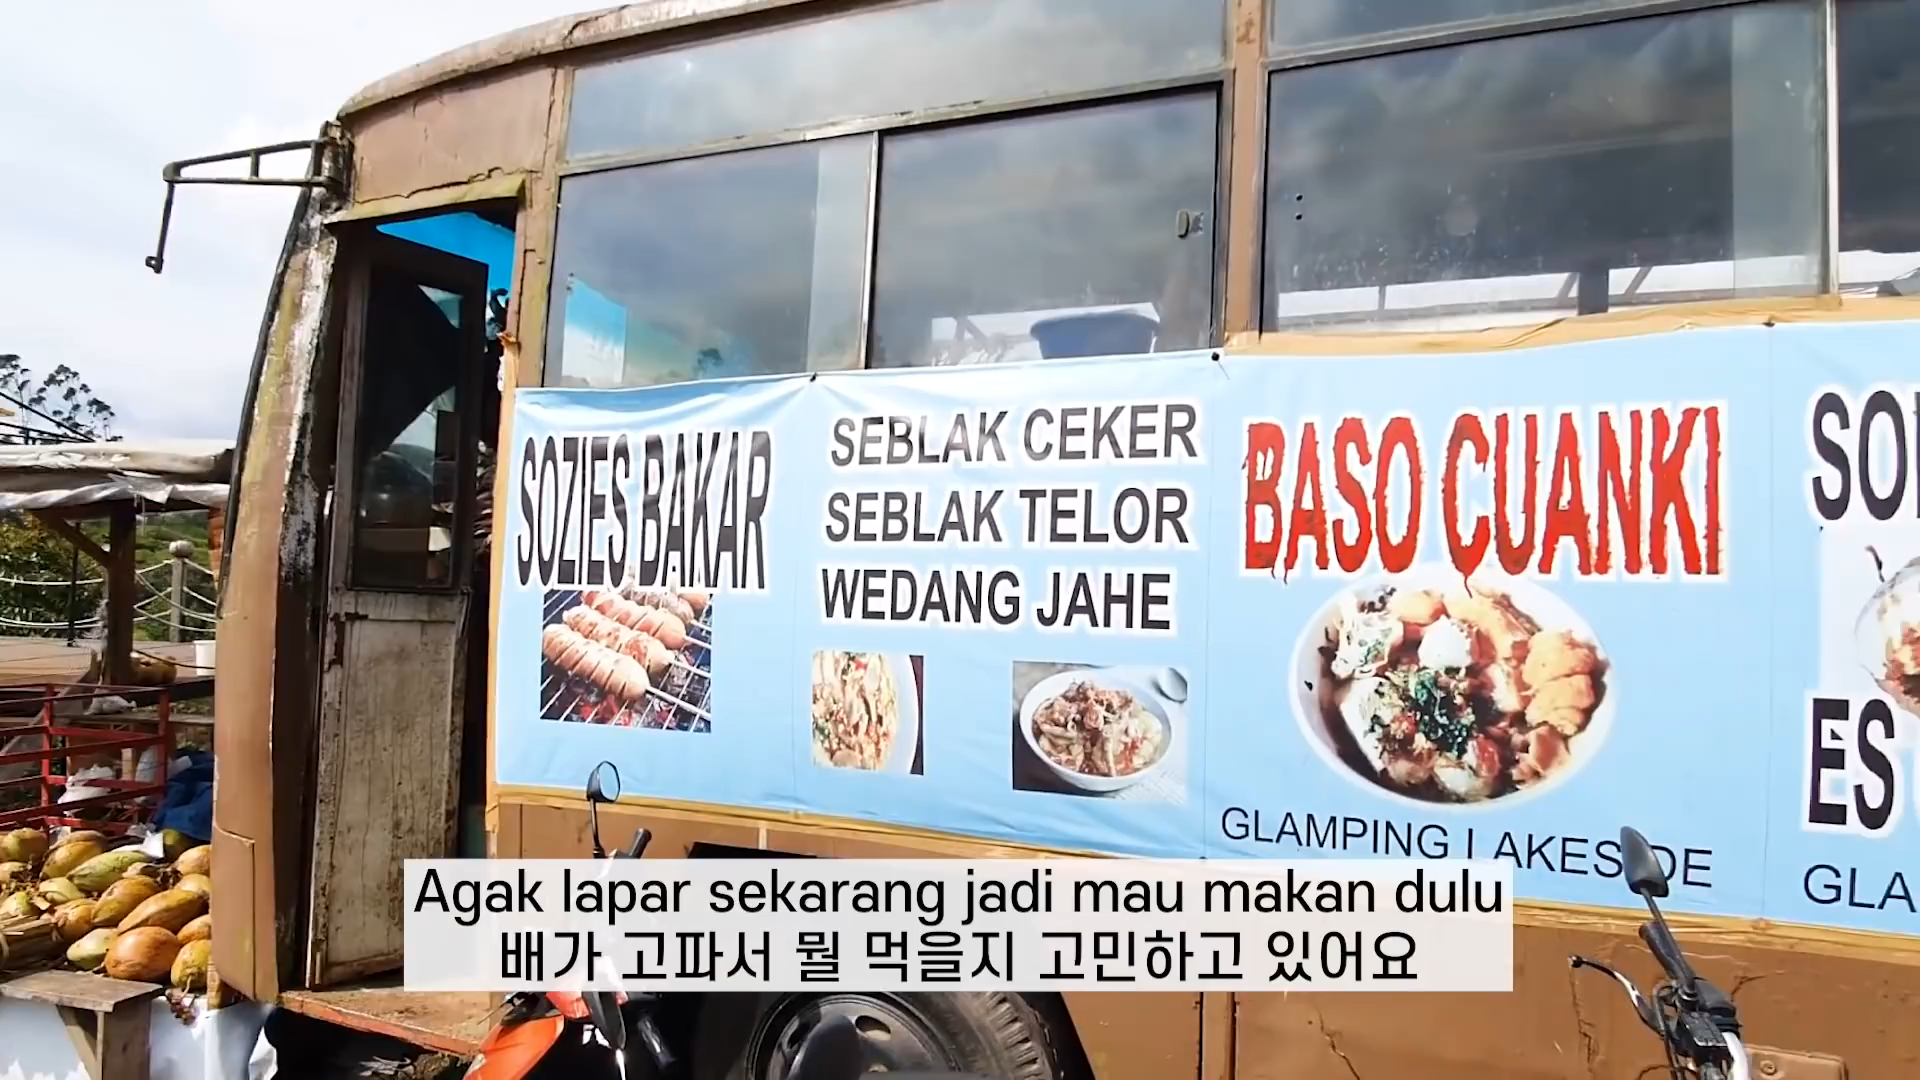 SOZIES BAKAR
SEBLAK CEKER
SEBLAK TELOR
WEDANG JAHE
BASO CUANKI
GLAMPING LAKESIDE
ES
Agak lapar sekarang jadi mau makan dulu
배가 고파서 뭘 먹을지 고민하고 있어요